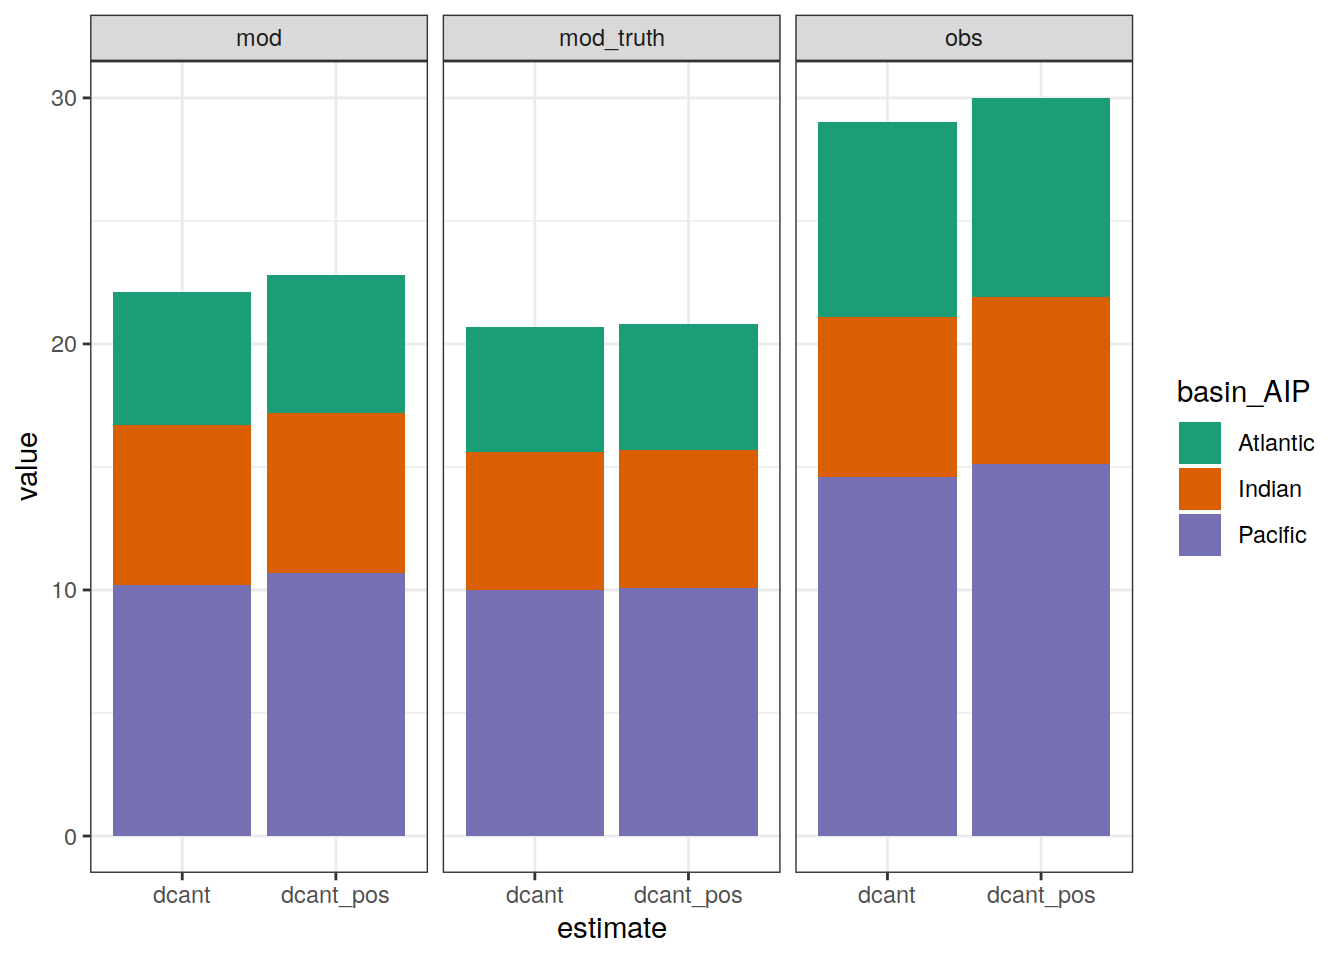 mod mod_truth obs
30
20
10
0
value
dcant dcant_pos dcant dcant_pos dcant dcant_pos
estimate
basin_AIP
Atlantic
Indian
Pacific